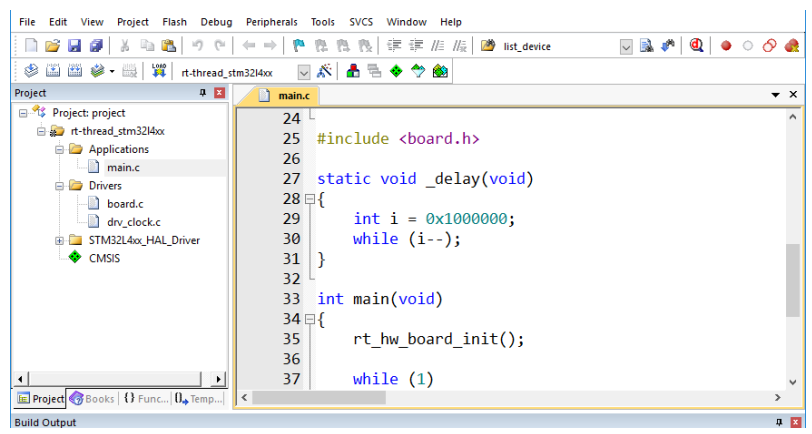 File Edit View Project Flash Debug Peripherals Tools SVCS Window Help
list_device
LOAD
rt-thread_stm32l4xx
Project
main.c
Project: project
rt-thread_stm32l4xx
Applications
main.c
Drivers
board.c
drv_clock.c
STM32L4xx_HAL_Driver
CMSIS
24
25 #include <board.h>
26
27 static void _delay(void)
28 {
29 int i = 0x1000000;
30 while (i--);
31 }
32
33 int main(void)
34 {
35 rt_hw_board_init();
36
37 while (1)
Project Books {} Func... 0 Temp...
Build Output